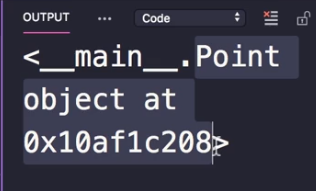 OUTPUT ... Code
<__main__.Point
object at
0x10af1c208>